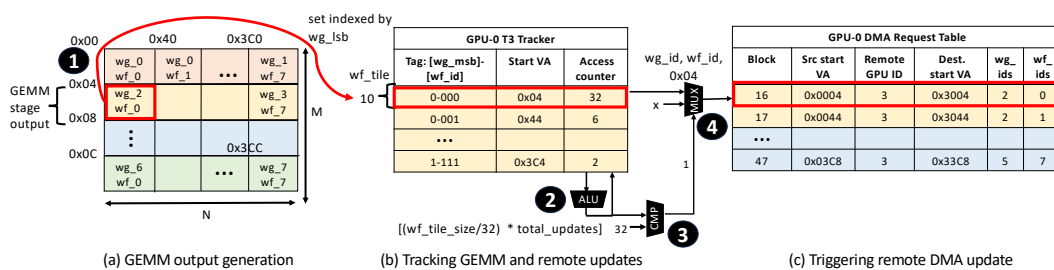 set indexed by
wg_lsb
0x00
0x40
0x3C0
1
wg_0
wf_0
wg_0
wf_1
...
wg_1
wf_7
0x04
GEMM
stage
output
wg_2
wf_0
wg_3
wf_7
M
0x08
0x3CC
0x0C
wg_6
wf_0
...
wg_7
wf_7
N
(a) GEMM output generation
GPU-0 T3 Tracker
Tag: [wg_msb]-
[wf_id]
Start VA
Access
counter
wf_tile
10
0-000 0x04 32
0-001 0x44 6
...
1-111 0x3C4 2
2
ALU
[(wf_tile_size/32) * total_updates]
32
CMP
3
(b) Tracking GEMM and remote updates
wg_id, wf_id,
0x04
x
MUX
4
1
GPU-0 DMA Request Table
Block
Src start
VA
Remote
GPU ID
Dest.
start VA
wg_
ids
wf_
ids
16 0x0004 3 0x3004 2 0
17 0x0044 3 0x3044 2 1
...
47 0x03C8 3 0x33C8 5 7
(c) Triggering remote DMA update